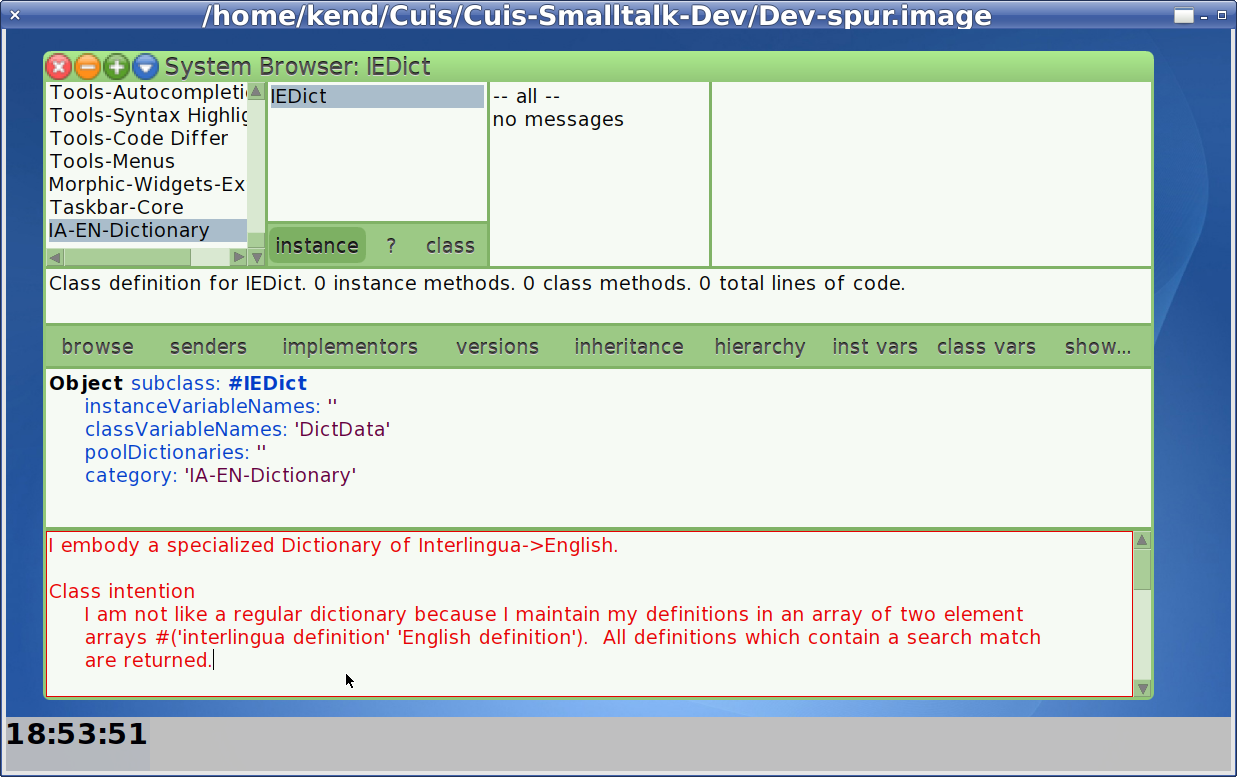 /home/kend/Cuis/Cuis-Smalltalk-Dev/Dev-spur.image
System Browser: IEDict
Tools-Autocompleti
Tools-Syntax Highlig
Tools-Code Differ
Tools-Menus
Morphic-Widgets-Ex
Taskbar-Core
IA-EN-Dictionary
IEDict
instance ? class
-- all --
no messages
Class definition for IEDict. 0 instance methods. 0 class methods. 0 total lines of code.
browse senders implementors versions inheritance hierarchy inst vars class vars show...
Object subclass: #IEDict
instanceVariableNames: ''
classVariableNames: 'DictData'
poolDictionaries: ''
category: 'IA-EN-Dictionary'
I embody a specialized Dictionary of Interlingua->English.
Class intention
I am not like a regular dictionary because I maintain my definitions in an array of two element
arrays #('interlingua definition' 'English definition').  All definitions which contain a search match
are returned.
18:53:51